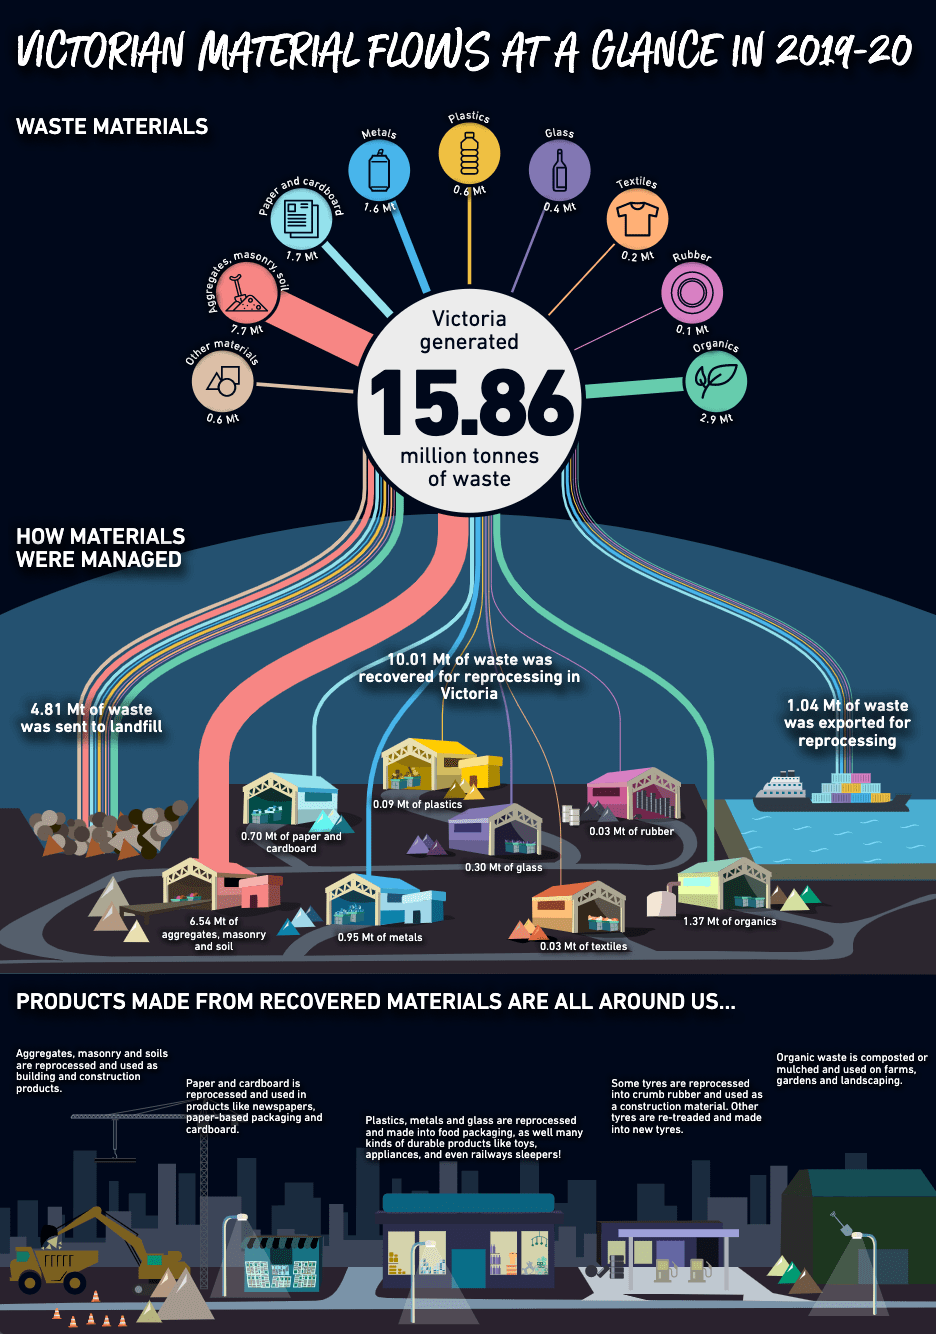 VICTORIAN MATERIAL FLOWS AT A GLANCE IN 2019-20
WASTE MATERIALS
Other materials
0.6 Mt
Aggregates, masonry, soil
7.7 Mt
Paper and cardboard
1.7 Mt
Metals
1.6 Mt
Plastics
0.6 Mt
Glass
0.4 Mt
Textiles
0.2 Mt
Rubber
0.1 Mt
Organics
2.9 Mt
Victoria
generated
15.86
million tonnes
of waste
HOW MATERIALS
WERE MANAGED
4.81 Mt of waste
was sent to landfill
10.01 Mt of waste was
recovered for reprocessing in
Victoria
1.04 Mt of waste
was exported for
reprocessing
0.09 Mt of plastics
0.70 Mt of paper and
cardboard
0.03 Mt of rubber
0.30 Mt of glass
6.54 Mt of
aggregates, masonry
and soil
0.95 Mt of metals
0.03 Mt of textiles
1.37 Mt of organics
PRODUCTS MADE FROM RECOVERED MATERIALS ARE ALL AROUND US...
Aggregates, masonry and soils
are reprocessed and used as
building and construction
products.
Paper and cardboard is
reprocessed and used in
products like newspapers,
paper-based packaging and
cardboard.
Plastics, metals and glass are reprocessed
and made into food packaging, as well many
kinds of durable products like toys,
appliances, and even railways sleepers!
Some tyres are reprocessed
into crumb rubber and used as
a construction material. Other
tyres are re-treaded and made
into new tyres.
Organic waste is composted or
mulched and used on farms,
gardens and landscaping.